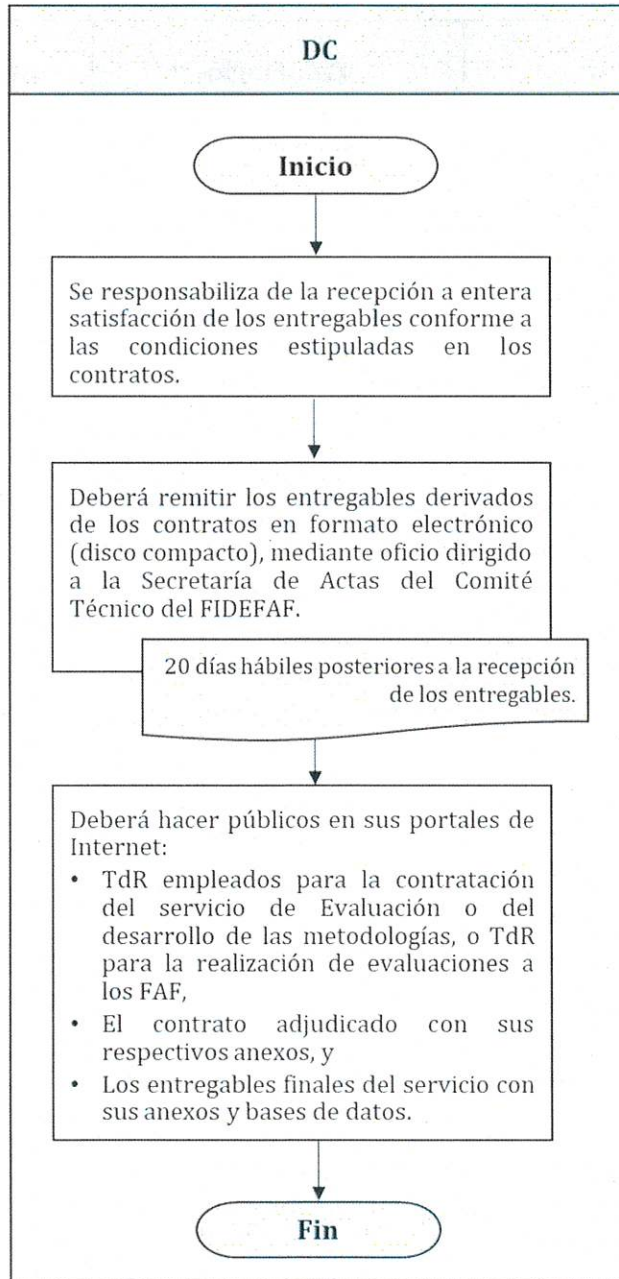 DC
Inicio
Se responsabiliza de la recepción a entera
satisfacción de los entregables conforme a
las condiciones estipuladas en los
contratos.
Deberá remitir los entregables derivados
de los contratos en formato electrónico
(disco compacto), mediante oficio dirigido
a la Secretaría de Actas del Comité
Técnico del FIDEFAF.
20 días hábiles posteriores a la recepción
de los entregables.
Deberá hacer públicos en sus portales de
Internet:
• TdR empleados para la contratación
del servicio de Evaluación o del
desarrollo de las metodologías, o TdR
para la realización de evaluaciones a
los FAF,
• El contrato adjudicado con sus
respectivos anexos, y
• Los entregables finales del servicio con
sus anexos y bases de datos.
Fin